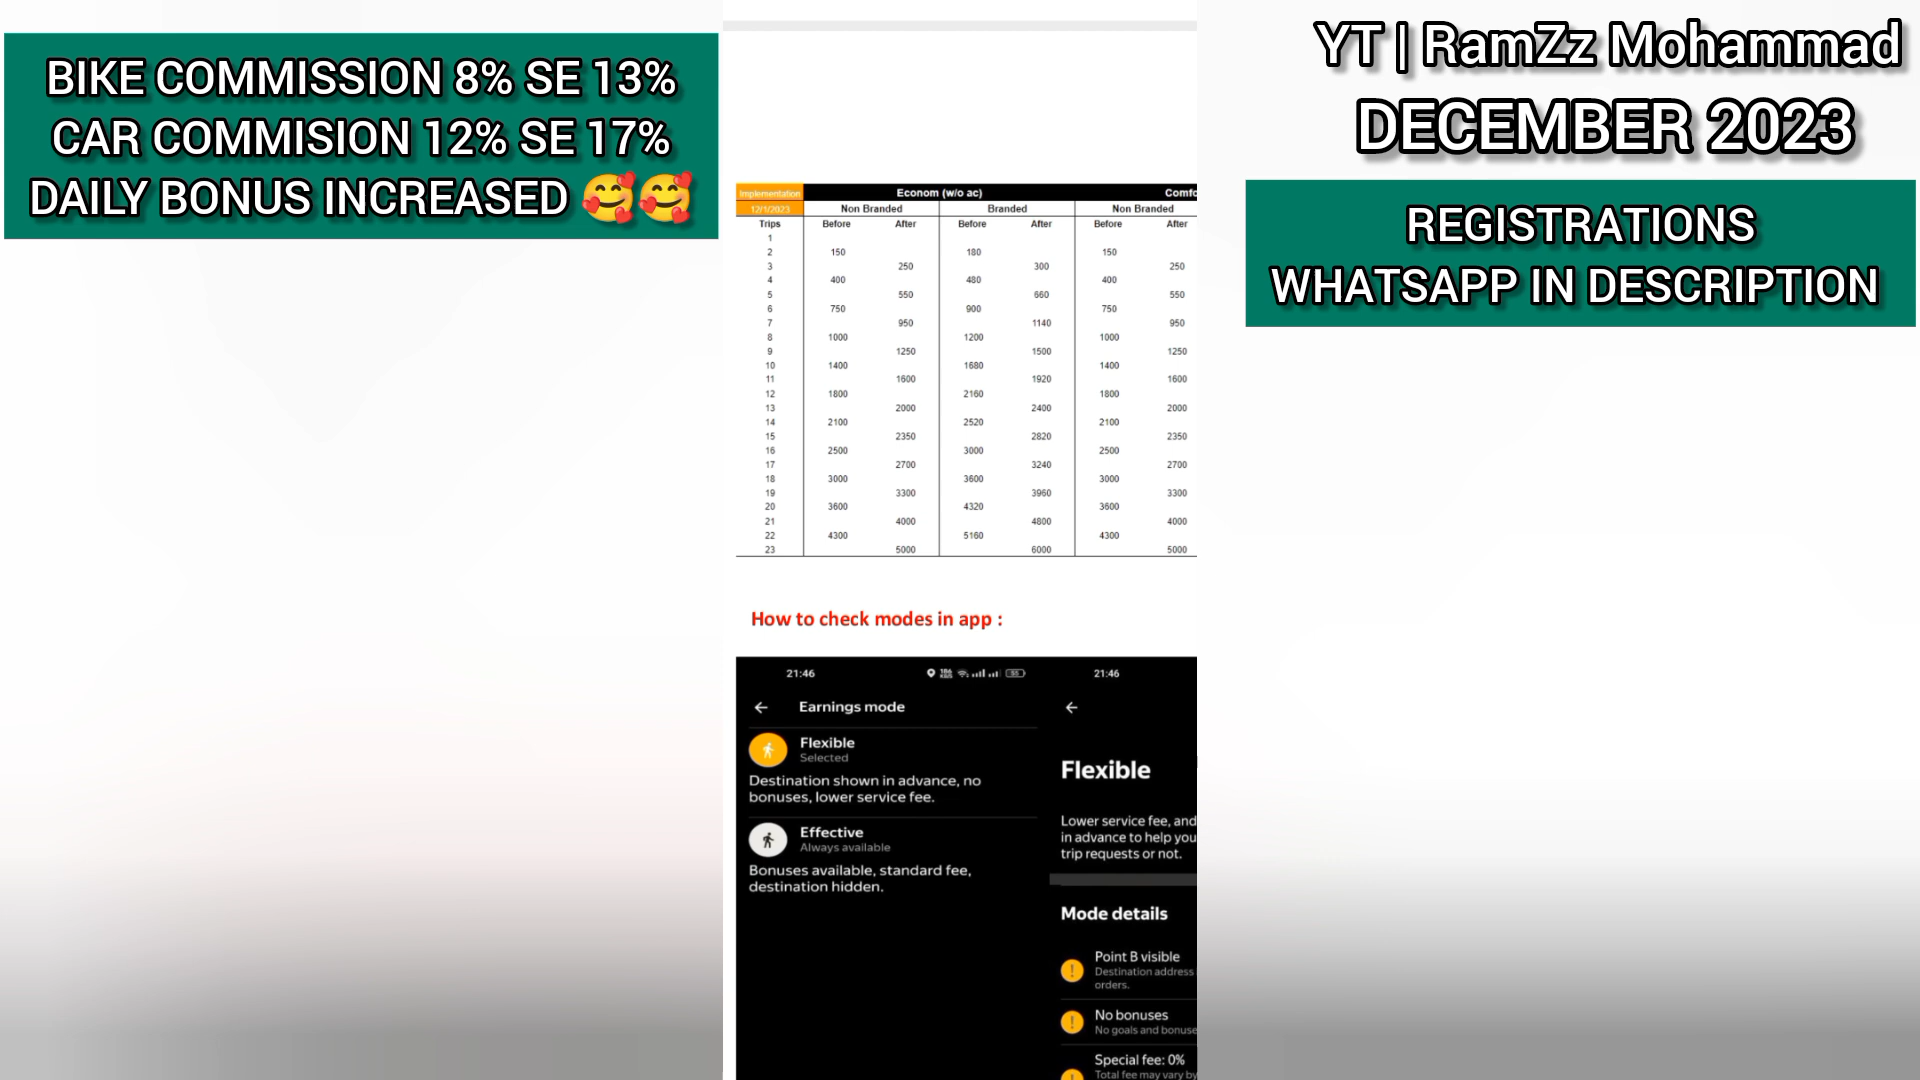 BIKE COMMISSION 8% SE 13%
CAR COMMISION 12% SE 17%
DAILY BONUS INCREASED 🥰🥰
YT | RamZz Mohammad
DECEMBER 2023
REGISTRATIONS
WHATSAPP IN DESCRIPTION
Implementation Econom (w/o ac) Comfo
12/1/2023 Non Branded Branded Non Branded
Trips Before After Before After Before After
1
2 150 180 150
3 250 300 250
4 400 480 400
5 550 660 550
6 750 900 750
7 950 1140 950
8 1000 1200 1000
9 1250 1500 1250
10 1400 1680 1400
11 1600 1920 1600
12 1800 2160 1800
13 2000 2400 2000
14 2100 2520 2100
15 2350 2820 2350
16 2500 3000 2500
17 2700 3240 2700
18 3000 3600 3000
19 3300 3960 3300
20 3600 4320 3600
21 4000 4800 4000
22 4300 5160 4300
23 5000 6000 5000
How to check modes in app :
21:46
Earnings mode
Flexible
Selected
Destination shown in advance, no
bonuses, lower service fee.
Effective
Always available
Bonuses available, standard fee,
destination hidden.
21:46
Flexible
Lower service fee, and
in advance to help you
trip requests or not.
Mode details
Point B visible
Destination address
orders.
No bonuses
No goals and bonuse
Special fee: 0%
Total fee may vary by